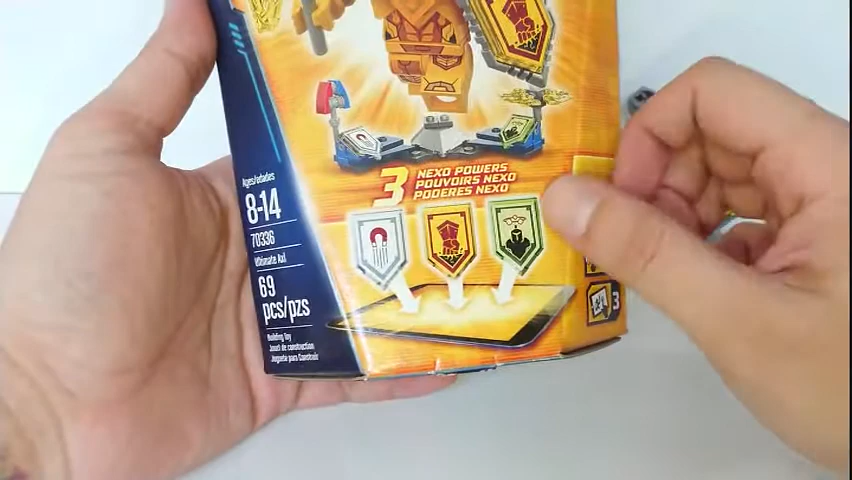 3 NEXO POWERS
POUVOIRS NEXO
PODERES NEXO
Ages/edades
8-14
70336
Ultimate Axl
69
pcs/pzs
Building Toy
Jouet de construction
Juguete para Construir
3